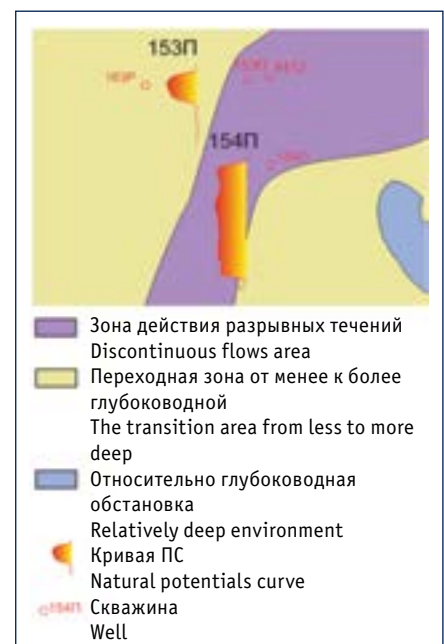 153П
154П
Зона действия разрывных течений
Discontinuous flows area
Переходная зона от менее к более
глубоководной
The transition area from less to more
deep
Относительно глубоководная
обстановка
Relatively deep environment
Кривая ПС
Natural potentials curve
154П Скважина
Well